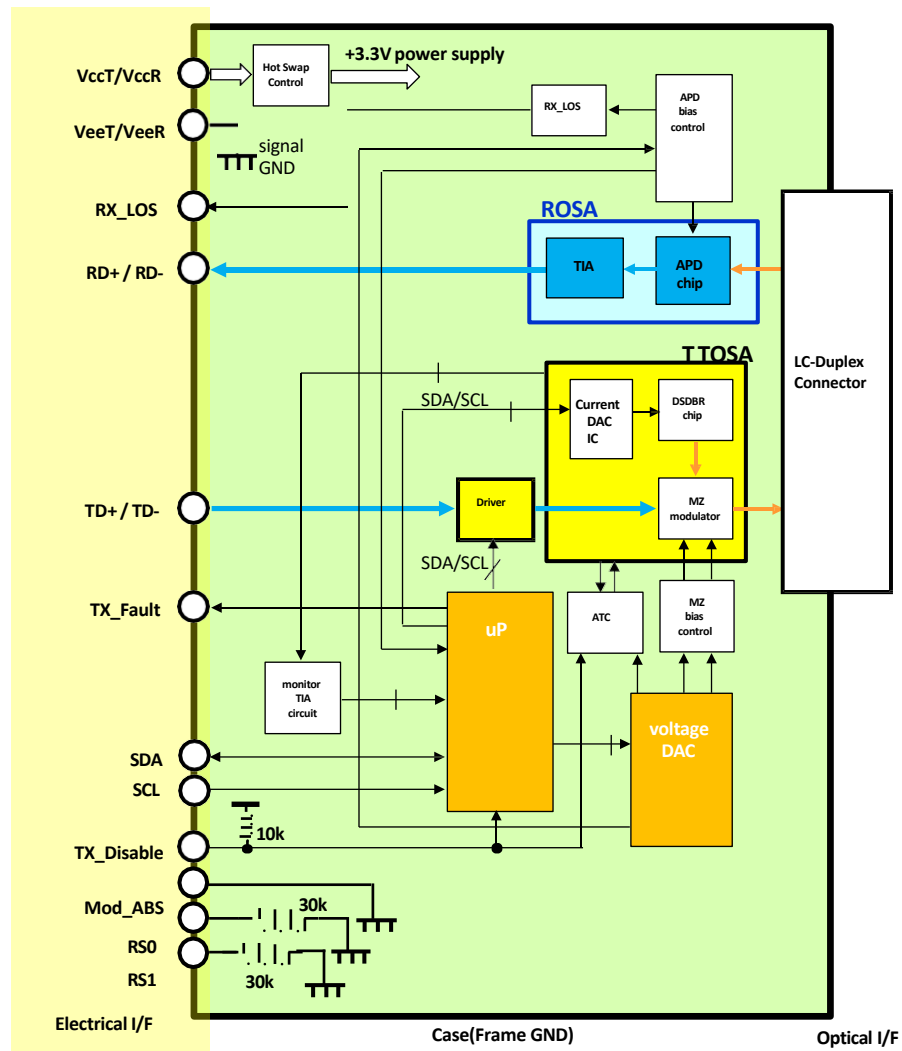 +3.3V power supply
Hot Swap
Control
VccT/VccR
APD
bias
control
RX_LOS
VeeT/VeeR
signal
GND
RX_LOS
ROSA
RD+ / RD-
TIA
APD
chip
LC-Duplex
Connector
T TOSA
SDA/SCL
Current
DAC
IC
DSDBR
chip
TD+ / TD-
Driver
MZ
modulator
SDA/SCL
TX_Fault
uP
ATC
MZ
bias
control
monitor
TIA
circuit
voltage
DAC
SDA
SCL
10k
TX_Disable
Mod_ABS
30k
RS0
30k
RS1
Electrical I/F
Case(Frame GND)
Optical I/F